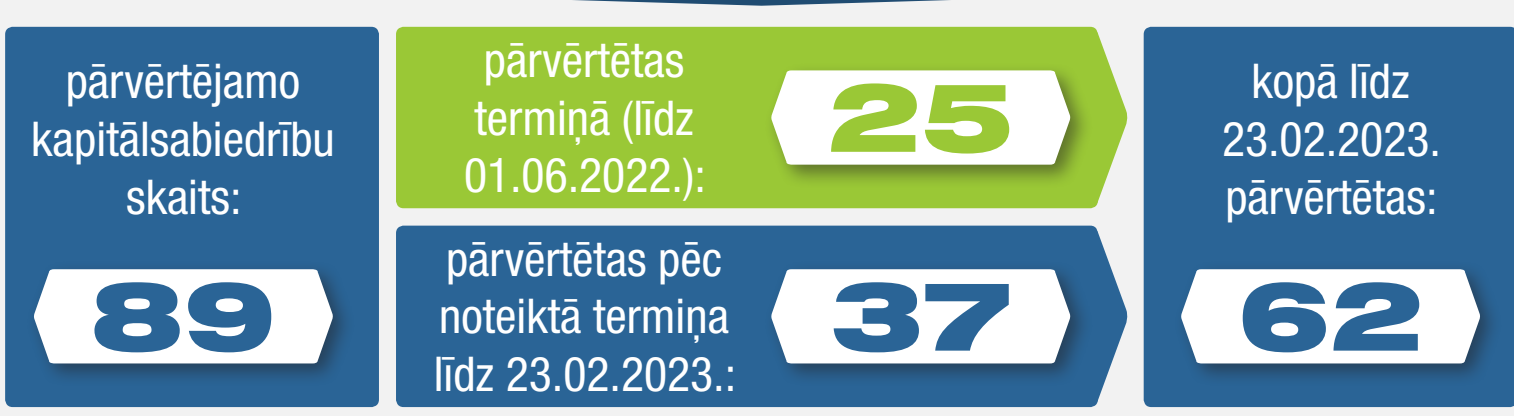 pārvērtējamo
kapitālsabiedrību
skaits:
89
pārvērtētas
termiņā (līdz
01.06.2022.):
25
pārvērtētas pēc
noteiktā termiņa
līdz 23.02.2023.:
37
kopā līdz
23.02.2023.
pārvērtētas:
62